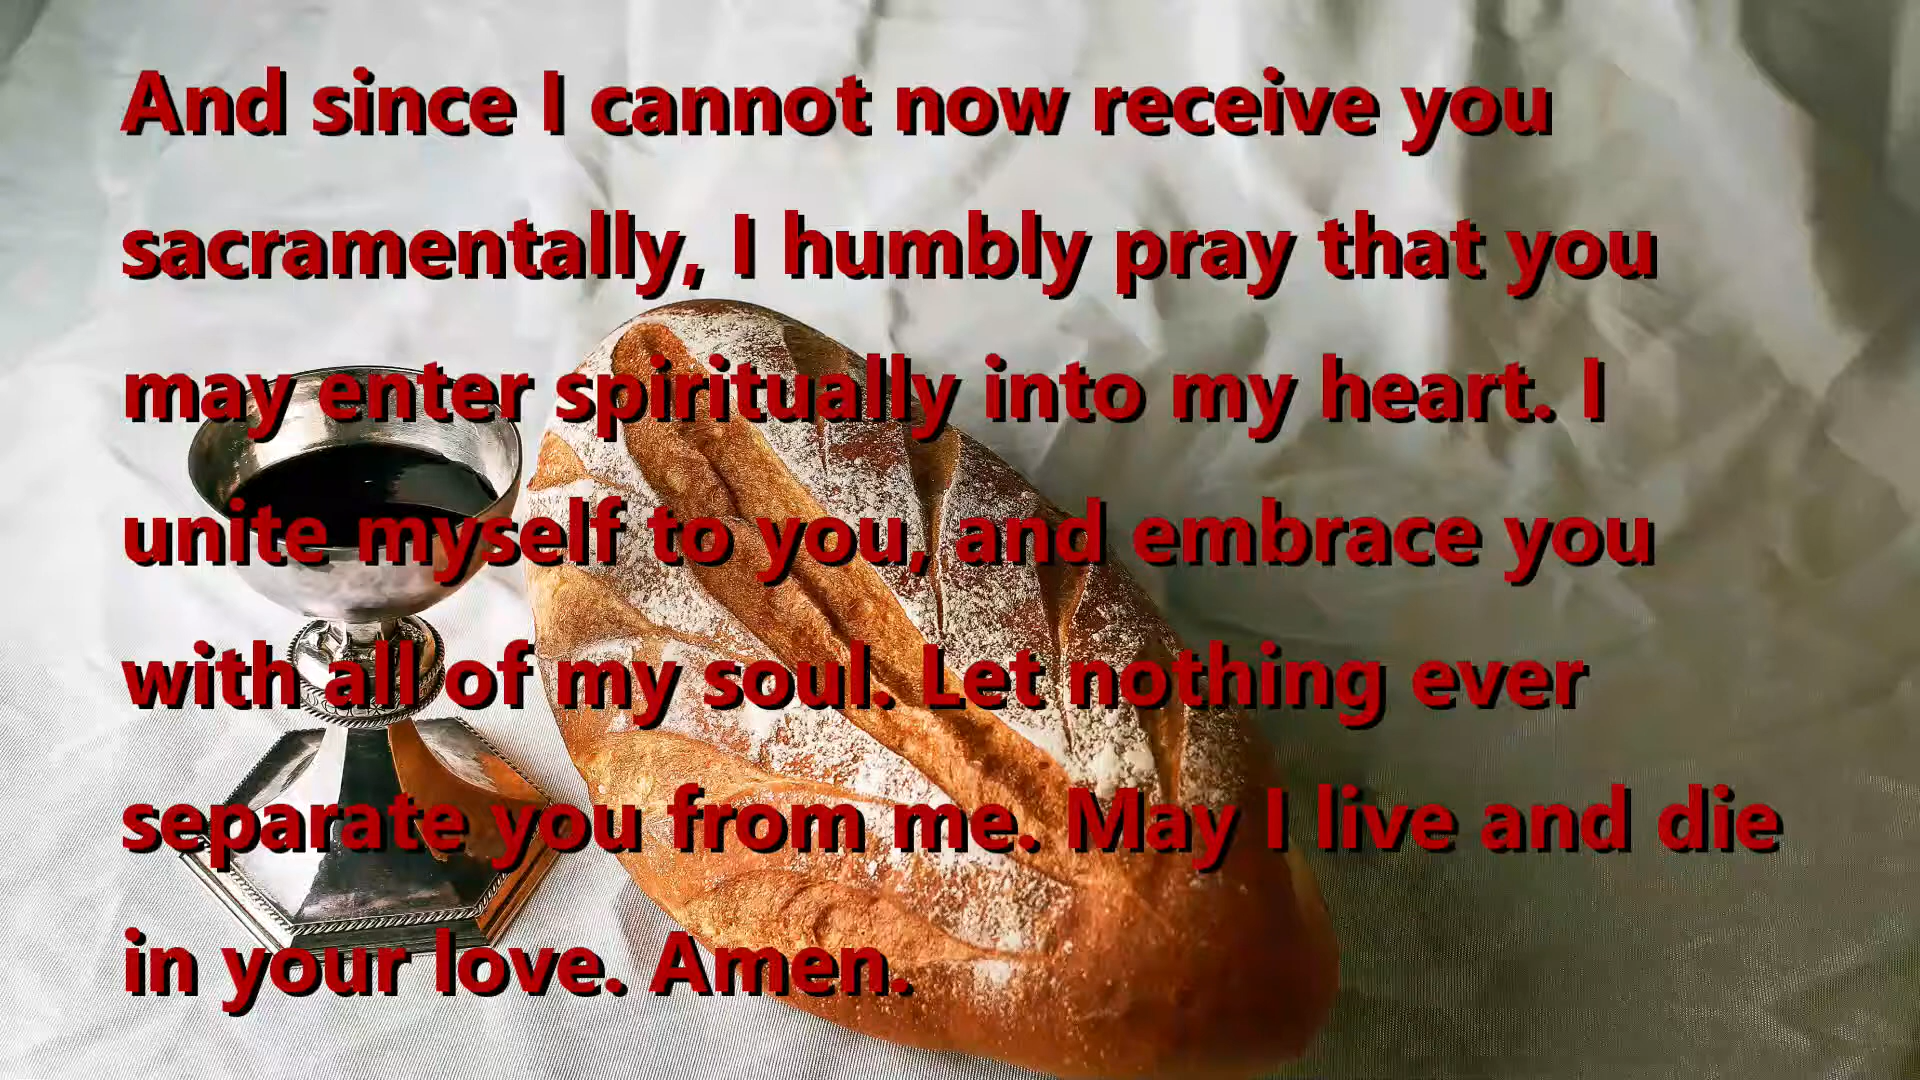 And since I cannot now receive you
sacramentally, I humbly pray that you
may enter spiritually into my heart. I
unite myself to you, and embrace you
with all of my soul. Let nothing ever
separate you from me. May I live and die
in your love. Amen.